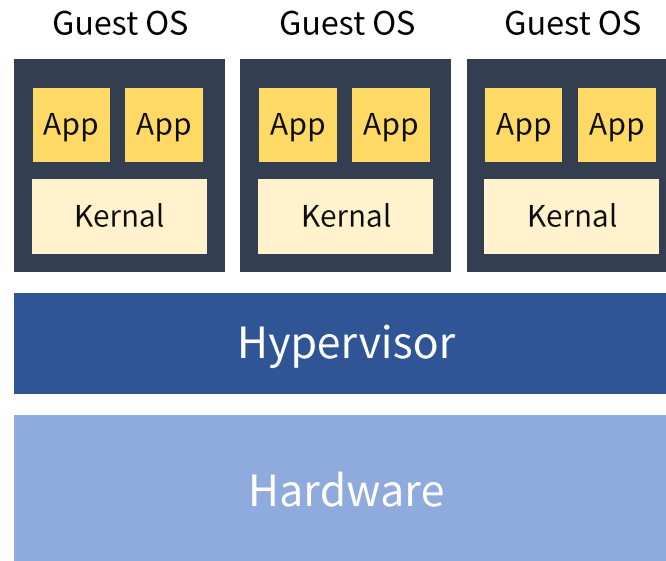 Guest OS Guest OS Guest OS
App App App App App App
Kernal Kernal Kernal
Hypervisor
Hardware